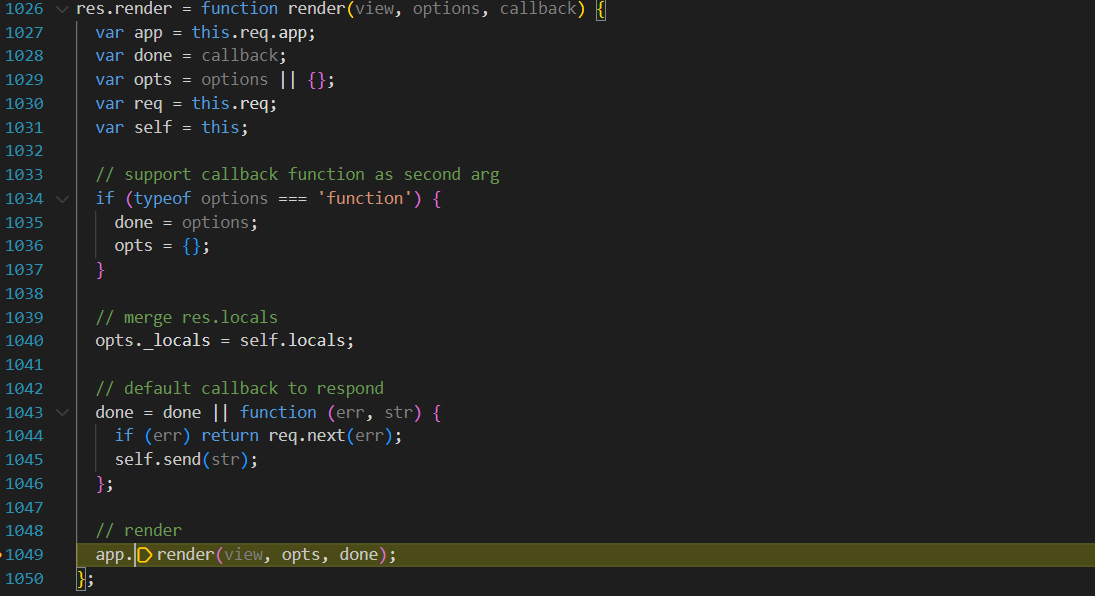 1026 res.render = function render(view, options, callback) {
1027 var app = this.req.app;
1028 var done = callback;
1029 var opts = options || {};
1030 var req = this.req;
1031 var self = this;
1032
1033 // support callback function as second arg
1034 if (typeof options === 'function') {
1035 done = options;
1036 opts = {};
1037 }
1038
1039 // merge res.locals
1040 opts._locals = self.locals;
1041
1042 // default callback to respond
1043 done = done || function (err, str) {
1044 if (err) return req.next(err);
1045 self.send(str);
1046 };
1047
1048 // render
1049 app.render(view, opts, done);
1050 };